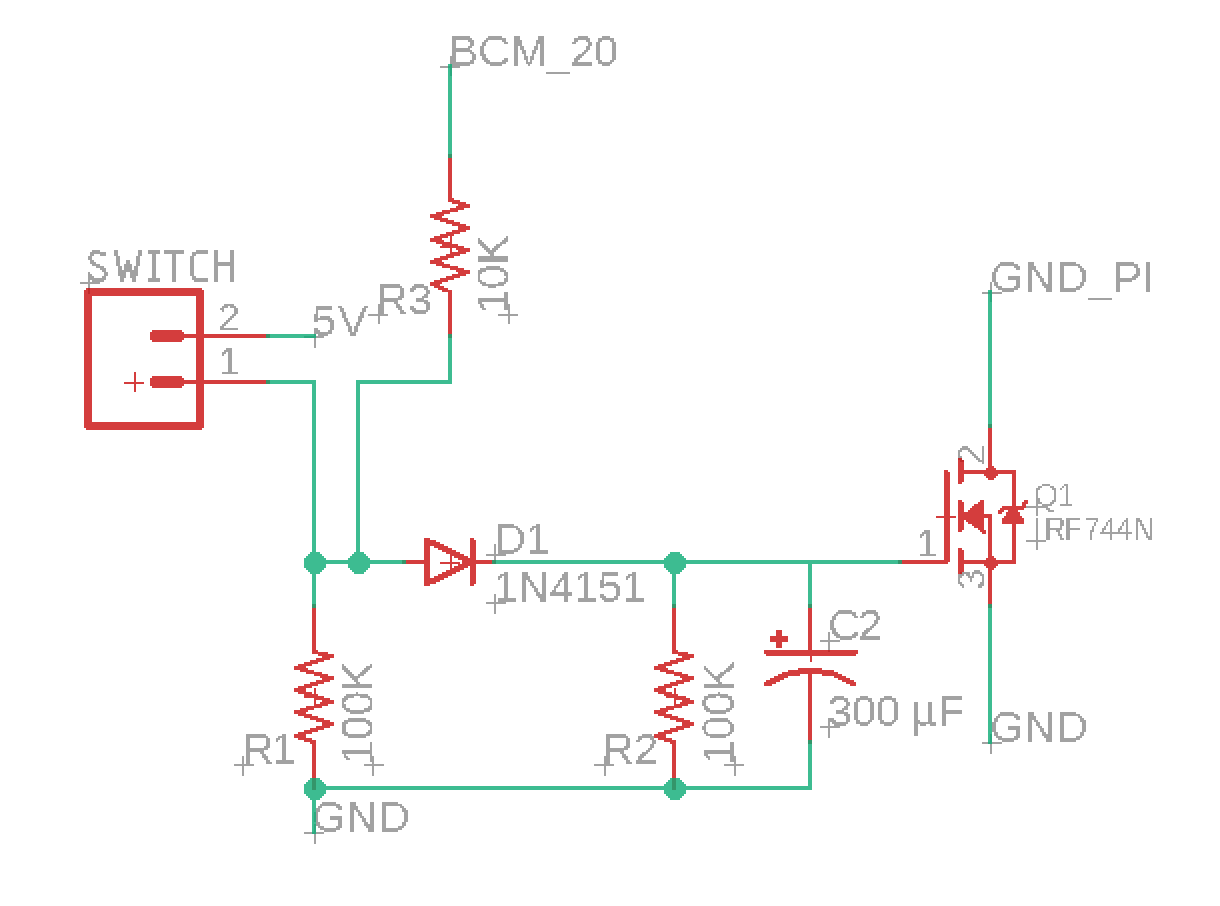 BCM_20
SWITCH
2
5V
R3
10K
1
GND_PI
2
Q1
IRF744N
1
3
D1
1N4151
C2
300 µF
R1
100K
R2
100K
GND
GND